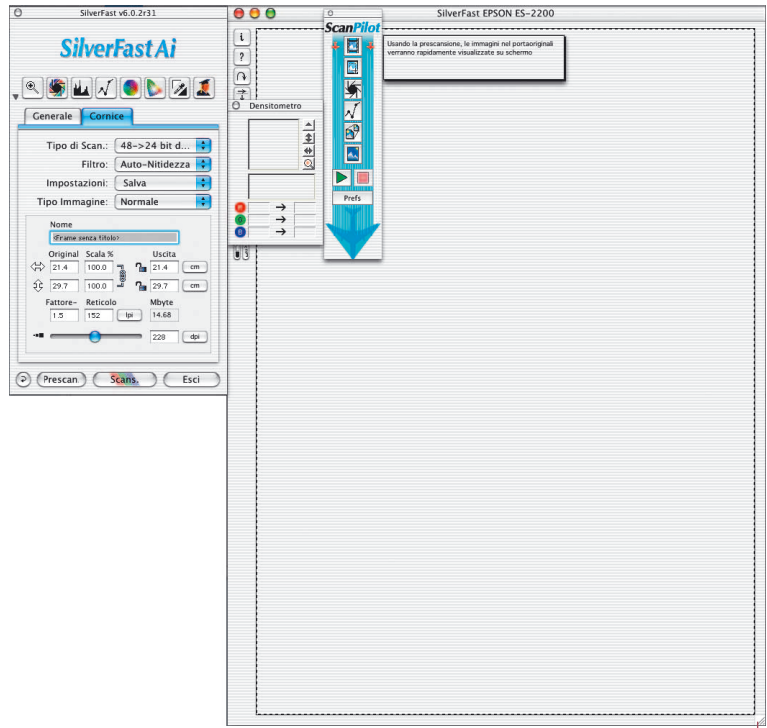 SilverFast v6.0.2r31
SilverFast Ai
Generale Cornice
Tipo di Scan.: 48->24 bit d...
Filtro: Auto-Nitidezza
Impostazioni: Salva
Tipo Immagine: Normale
Nome
<Frame senza titolo>
Original Scala % Uscita
21.4 100.0 21.4 cm
29.7 100.0 29.7 cm
Fattore- Reticolo Mbyte
1.5 152 lpi 14.68
228 dpi
Prescan. Scans. Esci
SilverFast EPSON ES-2200
i
?
Densitometro
R
G
B
ScanPilot
Prefs
Usando la prescansione, le immagini nel portaoriginali
verranno rapidamente visualizzate su schermo